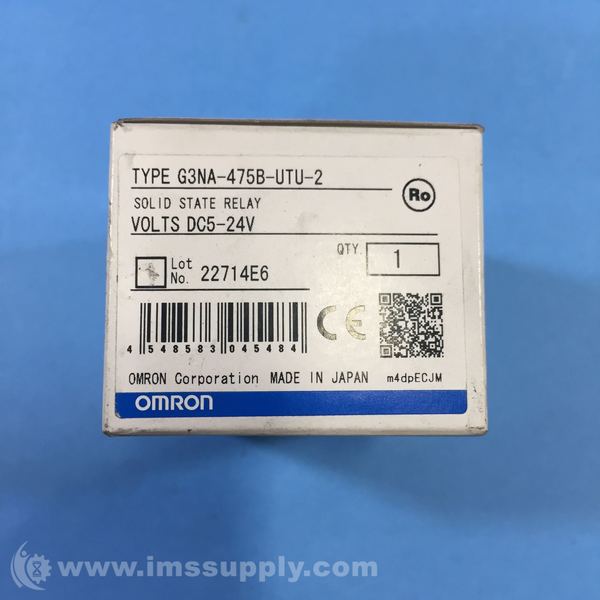 TYPE G3NA-475B-UTU-2
SOLID STATE RELAY
Ro
VOLTS DC5-24V
QTY. 1
Lot No. 22714E6
4 548583 045484
CE
OMRON Corporation MADE IN JAPAN m4dpECJM
OMRON
www.imssupply.com